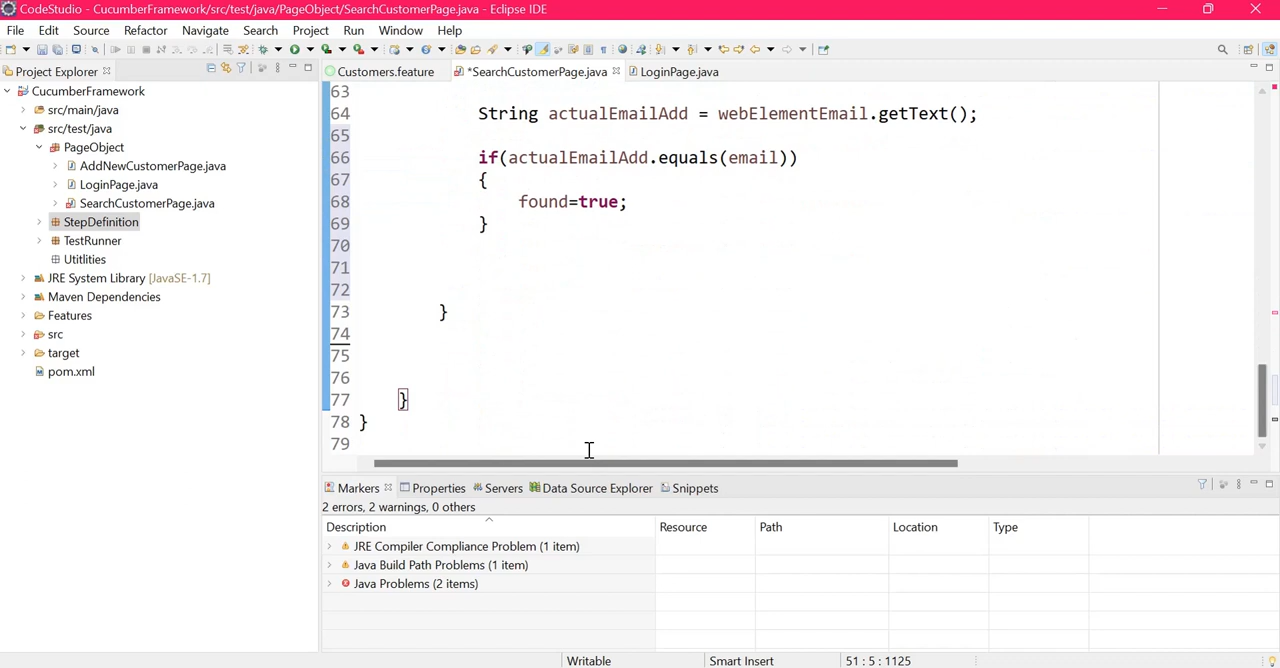 CodeStudio - CucumberFramework/src/test/java/PageObject/SearchCustomerPage.java - Eclipse IDE
File Edit Source Refactor Navigate Search Project Run Window Help
Project Explorer
CucumberFramework
src/main/java
src/test/java
PageObject
AddNewCustomerPage.java
LoginPage.java
SearchCustomerPage.java
StepDefinition
TestRunner
Utitlities
JRE System Library [JavaSE-1.7]
Maven Dependencies
Features
src
target
pom.xml
Customers.feature *SearchCustomerPage.java LoginPage.java
63
64 String actualEmailAdd = webElementEmail.getText();
65
66 if(actualEmailAdd.equals(email))
67 {
68 found=true;
69 }
70
71
72
73 }
74
75
76
77 }
78 }
79
Markers Properties Servers Data Source Explorer Snippets
2 errors, 2 warnings, 0 others
Description Resource Path Location Type
JRE Compiler Compliance Problem (1 item)
Java Build Path Problems (1 item)
Java Problems (2 items)
Writable Smart Insert 51 : 5 : 1125